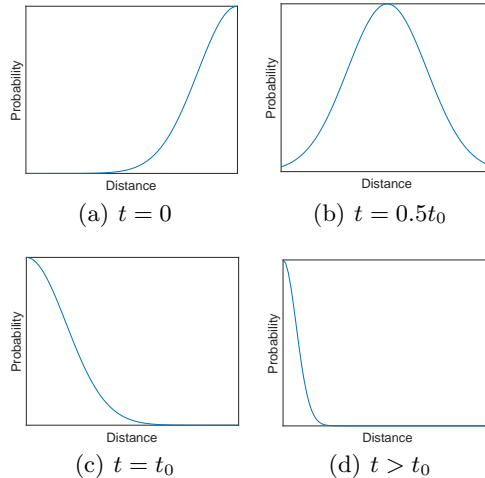 Probability
Distance
(a) t = 0
Probability
Distance
(b) t = 0.5t₀
Probability
Distance
(c) t = t₀
Probability
Distance
(d) t > t₀